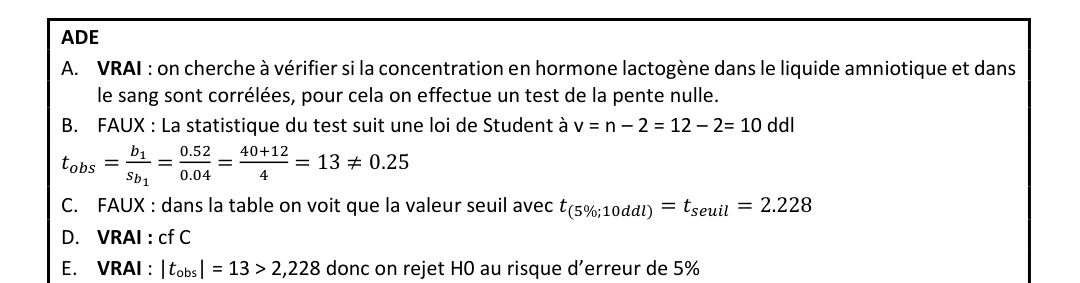 ADE
A. VRAI : on cherche à vérifier si la concentration en hormone lactogène dans le liquide amniotique et dans
le sang sont corrélées, pour cela on effectue un test de la pente nulle.
B. FAUX : La statistique du test suit une loi de Student à v = n – 2 = 12 – 2= 10 ddl
t_obs = b_1/s_b_1 = 0.52/0.04 = 40+12/4 = 13 ≠ 0.25
C. FAUX : dans la table on voit que la valeur seuil avec t_(5%;10ddl) = t_seuil = 2.228
D. VRAI : cf C
E. VRAI : |t_obs| = 13 > 2,228 donc on rejet H0 au risque d’erreur de 5%